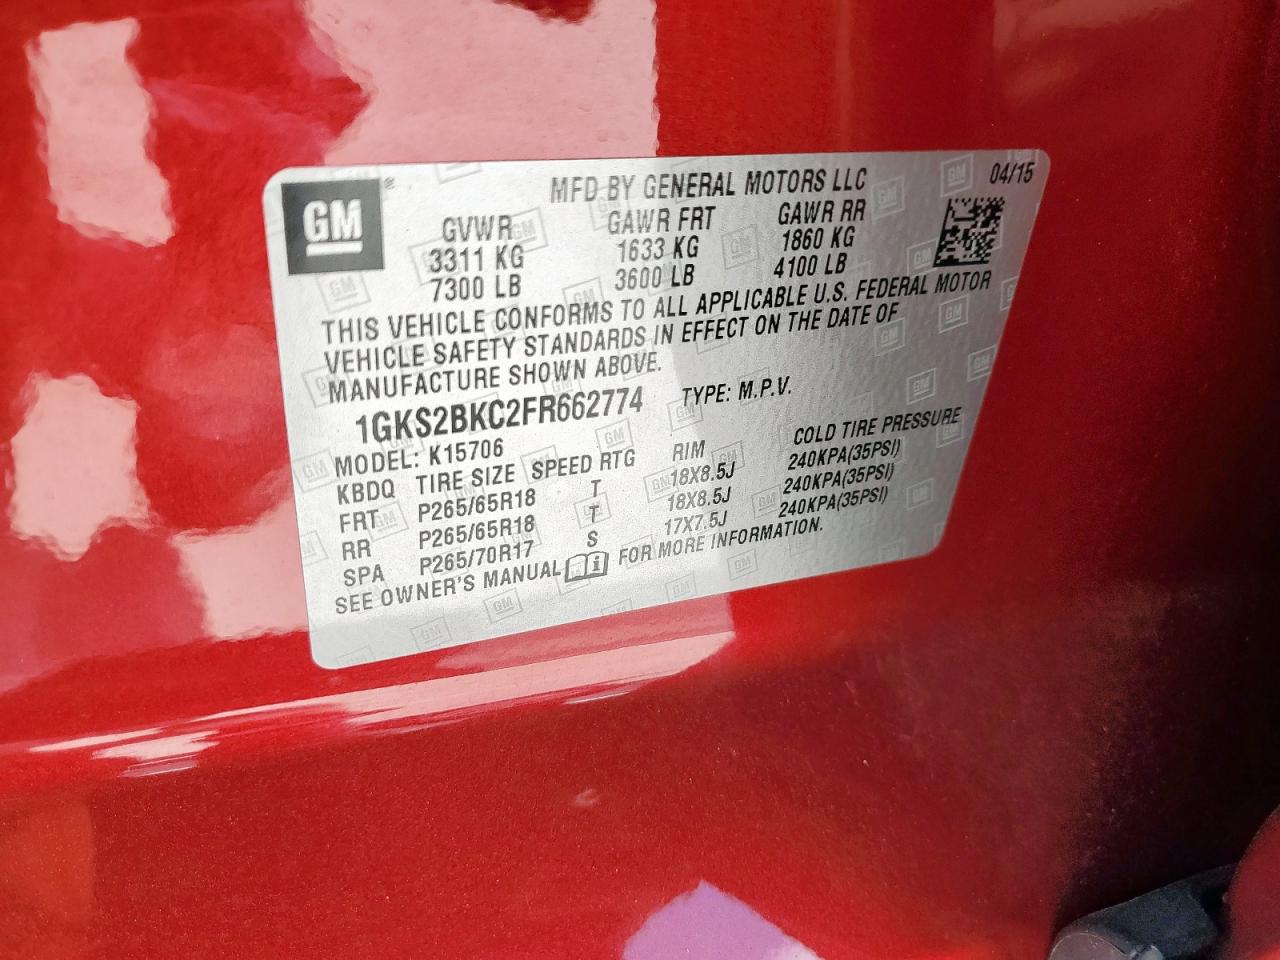 GM®
MFD BY GENERAL MOTORS LLC 04/15
GVWR GAWR FRT GAWR RR
3311 KG 1633 KG 1860 KG
7300 LB 3600 LB 4100 LB
THIS VEHICLE CONFORMS TO ALL APPLICABLE U.S. FEDERAL MOTOR
VEHICLE SAFETY STANDARDS IN EFFECT ON THE DATE OF
MANUFACTURE SHOWN ABOVE.
1GKS2BKC2FR662774 TYPE: M.P.V.
MODEL: K15706
KBDQ TIRE SIZE SPEED RTG RIM COLD TIRE PRESSURE
FRT P265/65R18 T 18X8.5J 240KPA(35PSI)
RR P265/65R18 T 18X8.5J 240KPA(35PSI)
SPA P265/70R17 S 17X7.5J 240KPA(35PSI)
SEE OWNER'S MANUAL i FOR MORE INFORMATION.